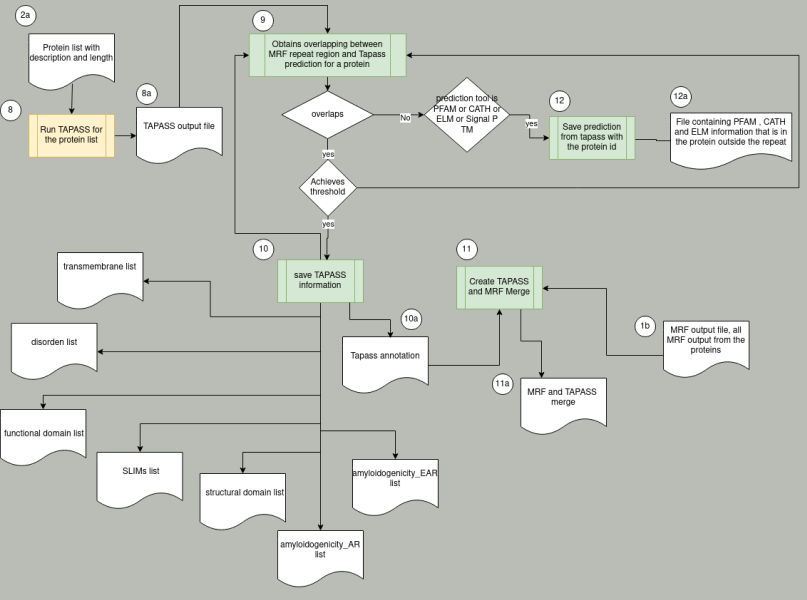 2a
Protein list with
description and length
8
Run TAPASS for
the protein list
8a
TAPASS output file
9
Obtains overlapping between
MRF repeat region and Tapass
prediction for a protein
overlaps
No
prediction tool is
PFAM or CATH or
ELM or Signal P
TM
yes
12
Save prediction
from tapass with
the protein id
12a
File containing PFAM , CATH
and ELM information that is in
the protein outside the repeat
yes
Achieves
threshold
yes
10
save TAPASS
information
11
Create TAPASS
and MRF Merge
transmembrane list
10a
Tapass annotation
1b
MRF output file, all
MRF output from the
proteins
disorden list
11a
MRF and TAPASS
merge
functional domain list
SLIMs list
structural domain list
amyloidogenicity_EAR
list
amyloidogenicity_AR
list